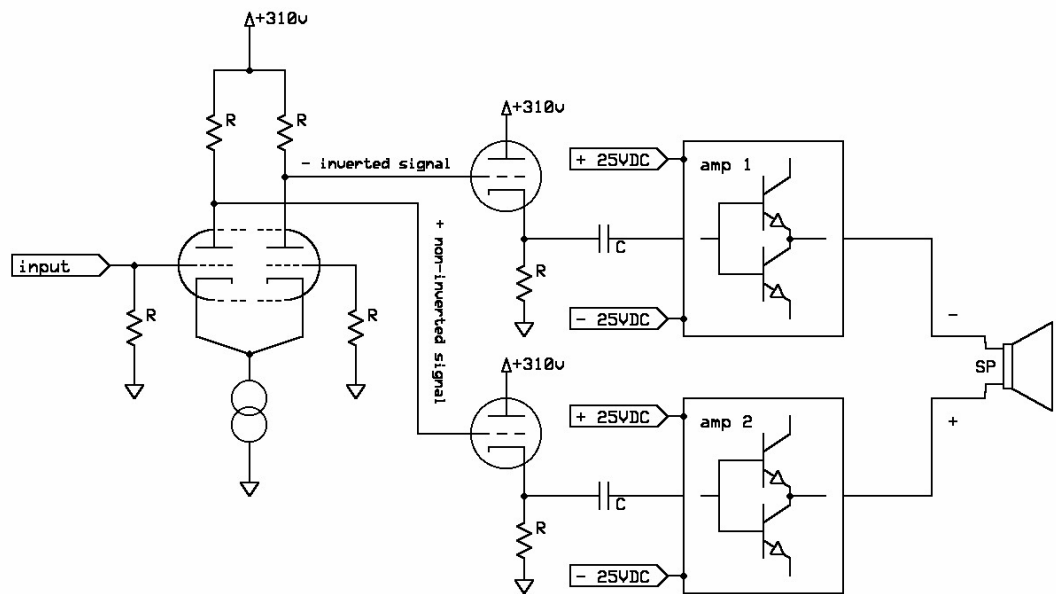 +310v
R
R
+310v
- inverted signal
+ 25VDC
amp 1
+ non-inverted signal
input
C
R
R
R
- 25VDC
-
+310v
SP
+ 25VDC
amp 2
+
C
R
- 25VDC